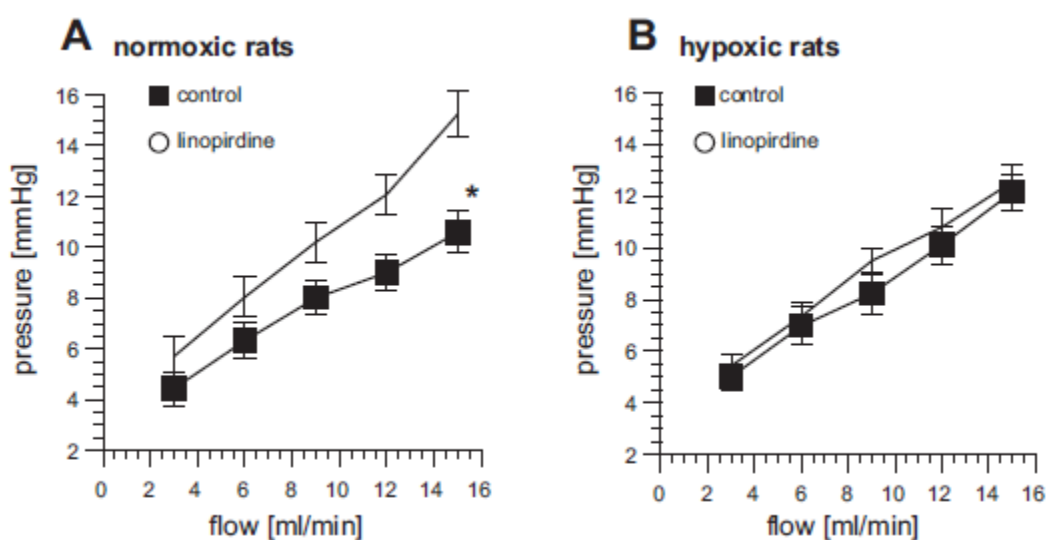 A normoxic rats
control
linopirdine
16
14
12
10
8
6
4
2
pressure [mmHg]
*
0 2 4 6 8 10 12 14 16
flow [ml/min]
B hypoxic rats
control
linopirdine
16
14
12
10
8
6
4
2
pressure [mmHg]
0 2 4 6 8 10 12 14 16
flow [ml/min]